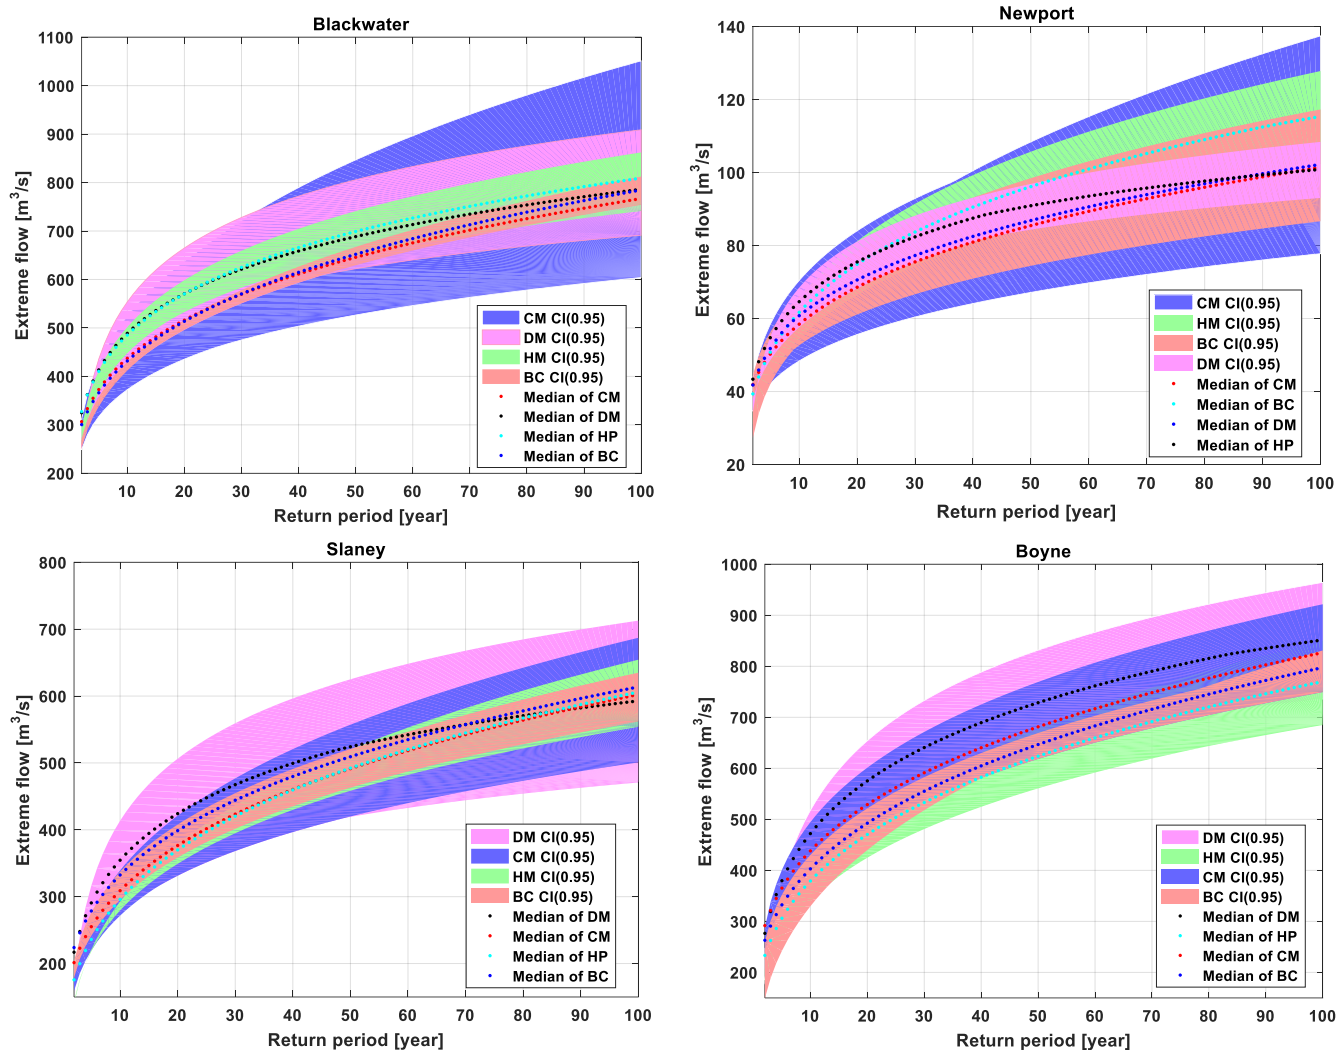 Blackwater
1100
1000
900
800
700
600
500
400
300
200
Extreme flow [m³/s]
CM CI(0.95)
DM CI(0.95)
HM CI(0.95)
BC CI(0.95)
Median of CM
Median of DM
Median of HP
Median of BC
10 20 30 40 50 60 70 80 90 100
Return period [year]
Newport
140
120
100
80
60
40
20
Extreme flow [m³/s]
CM CI(0.95)
HM CI(0.95)
BC CI(0.95)
DM CI(0.95)
Median of CM
Median of BC
Median of DM
Median of HP
10 20 30 40 50 60 70 80 90 100
Return period [year]
Slaney
800
700
600
500
400
300
200
Extreme flow [m³/s]
DM CI(0.95)
CM CI(0.95)
HM CI(0.95)
BC CI(0.95)
Median of DM
Median of CM
Median of HP
Median of BC
10 20 30 40 50 60 70 80 90 100
Return period [year]
Boyne
1000
900
800
700
600
500
400
300
200
Extreme flow [m³/s]
DM CI(0.95)
HM CI(0.95)
CM CI(0.95)
BC CI(0.95)
Median of DM
Median of HP
Median of CM
Median of BC
10 20 30 40 50 60 70 80 90 100
Return period [year]